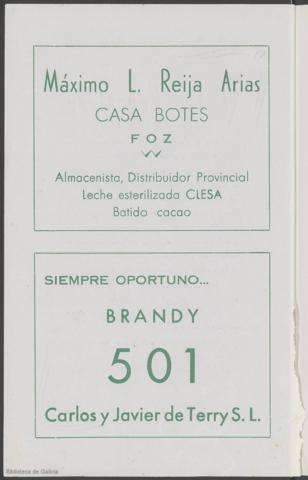 Máximo L. Reija Arias
CASA BOTES
FOZ
Almacenista, Distribuidor Provincial
Leche esterilizada CLESA
Batido cacao
SIEMPRE OPORTUNO...
BRANDY
501
Carlos y Javier de Terry S. L.
Biblioteca de Galicia